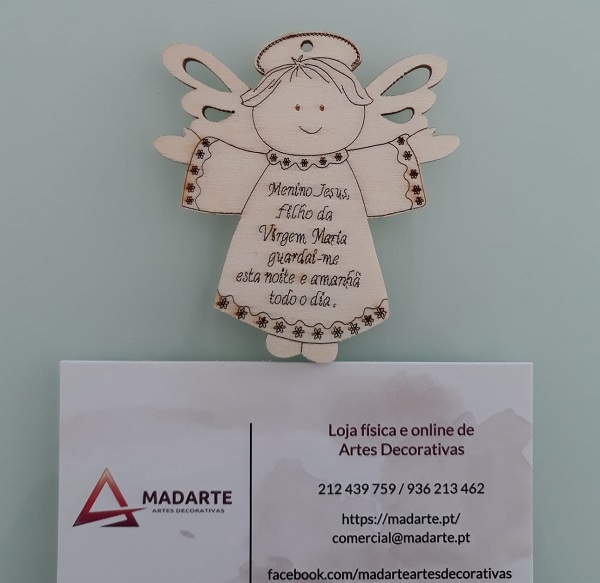 Menino Jesus,
filho da
Virgem Maria
guardai-me
esta noite e amanhã
todo o dia.
MADARTE
ARTES DECORATIVAS
Loja física e online de
Artes Decorativas
212 439 759 / 936 213 462
https://madarte.pt/
comercial@madarte.pt
facebook.com/madarteartesdecorativas